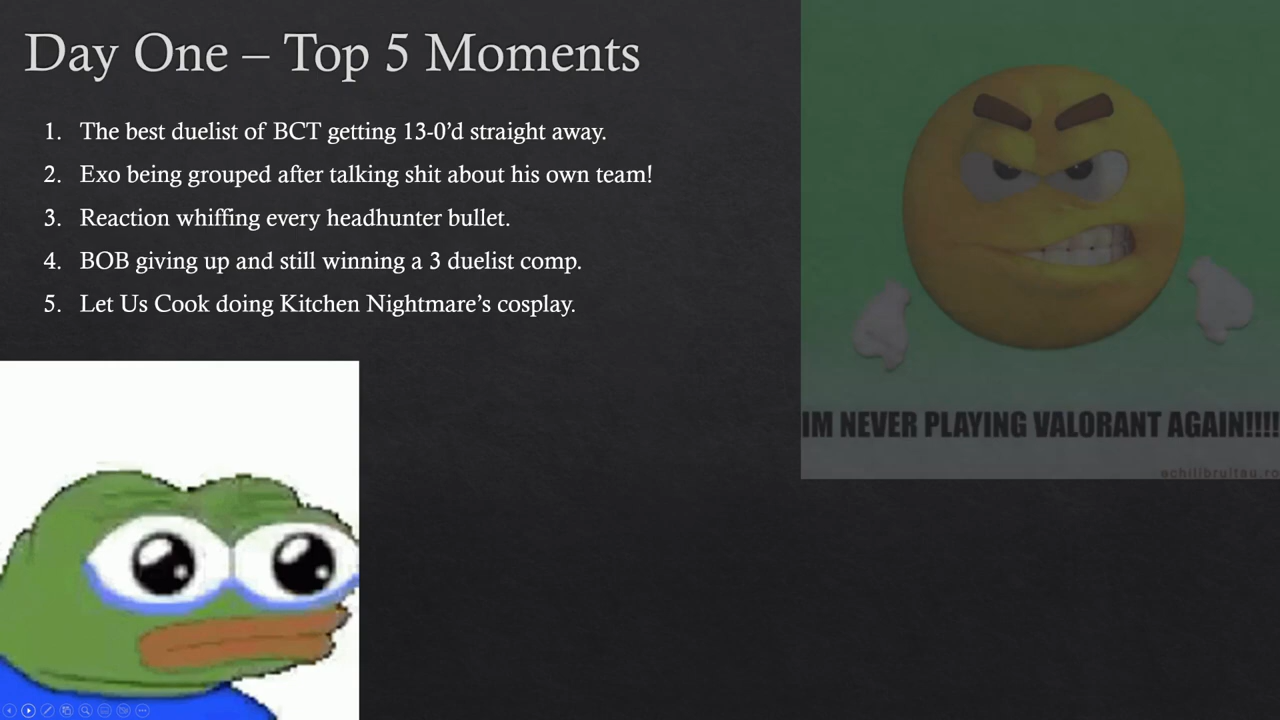 Day One – Top 5 Moments
1. The best duelist of BCT getting 13-0’d straight away.
2. Exo being grouped after talking shit about his own team!
3. Reaction whiffing every headhunter bullet.
4. BOB giving up and still winning a 3 duelist comp.
5. Let Us Cook doing Kitchen Nightmare’s cosplay.
IM NEVER PLAYING VALORANT AGAIN!!!!